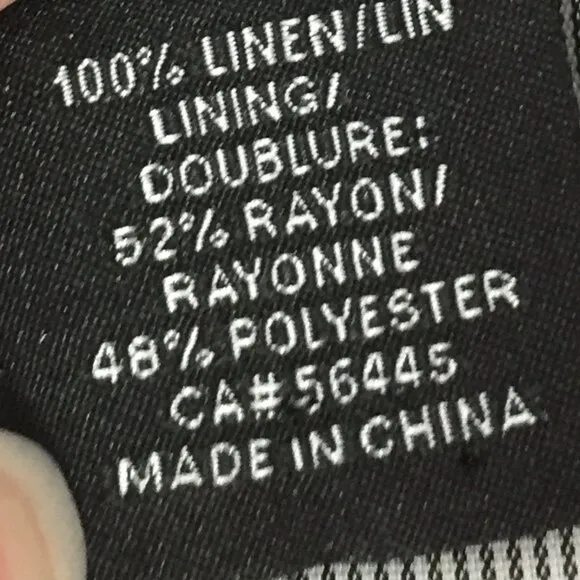 100% LINEN/LIN
LINING/
DOUBLURE:
52% RAYON/
RAYONNE
48% POLYESTER
CA#56445
MADE IN CHINA